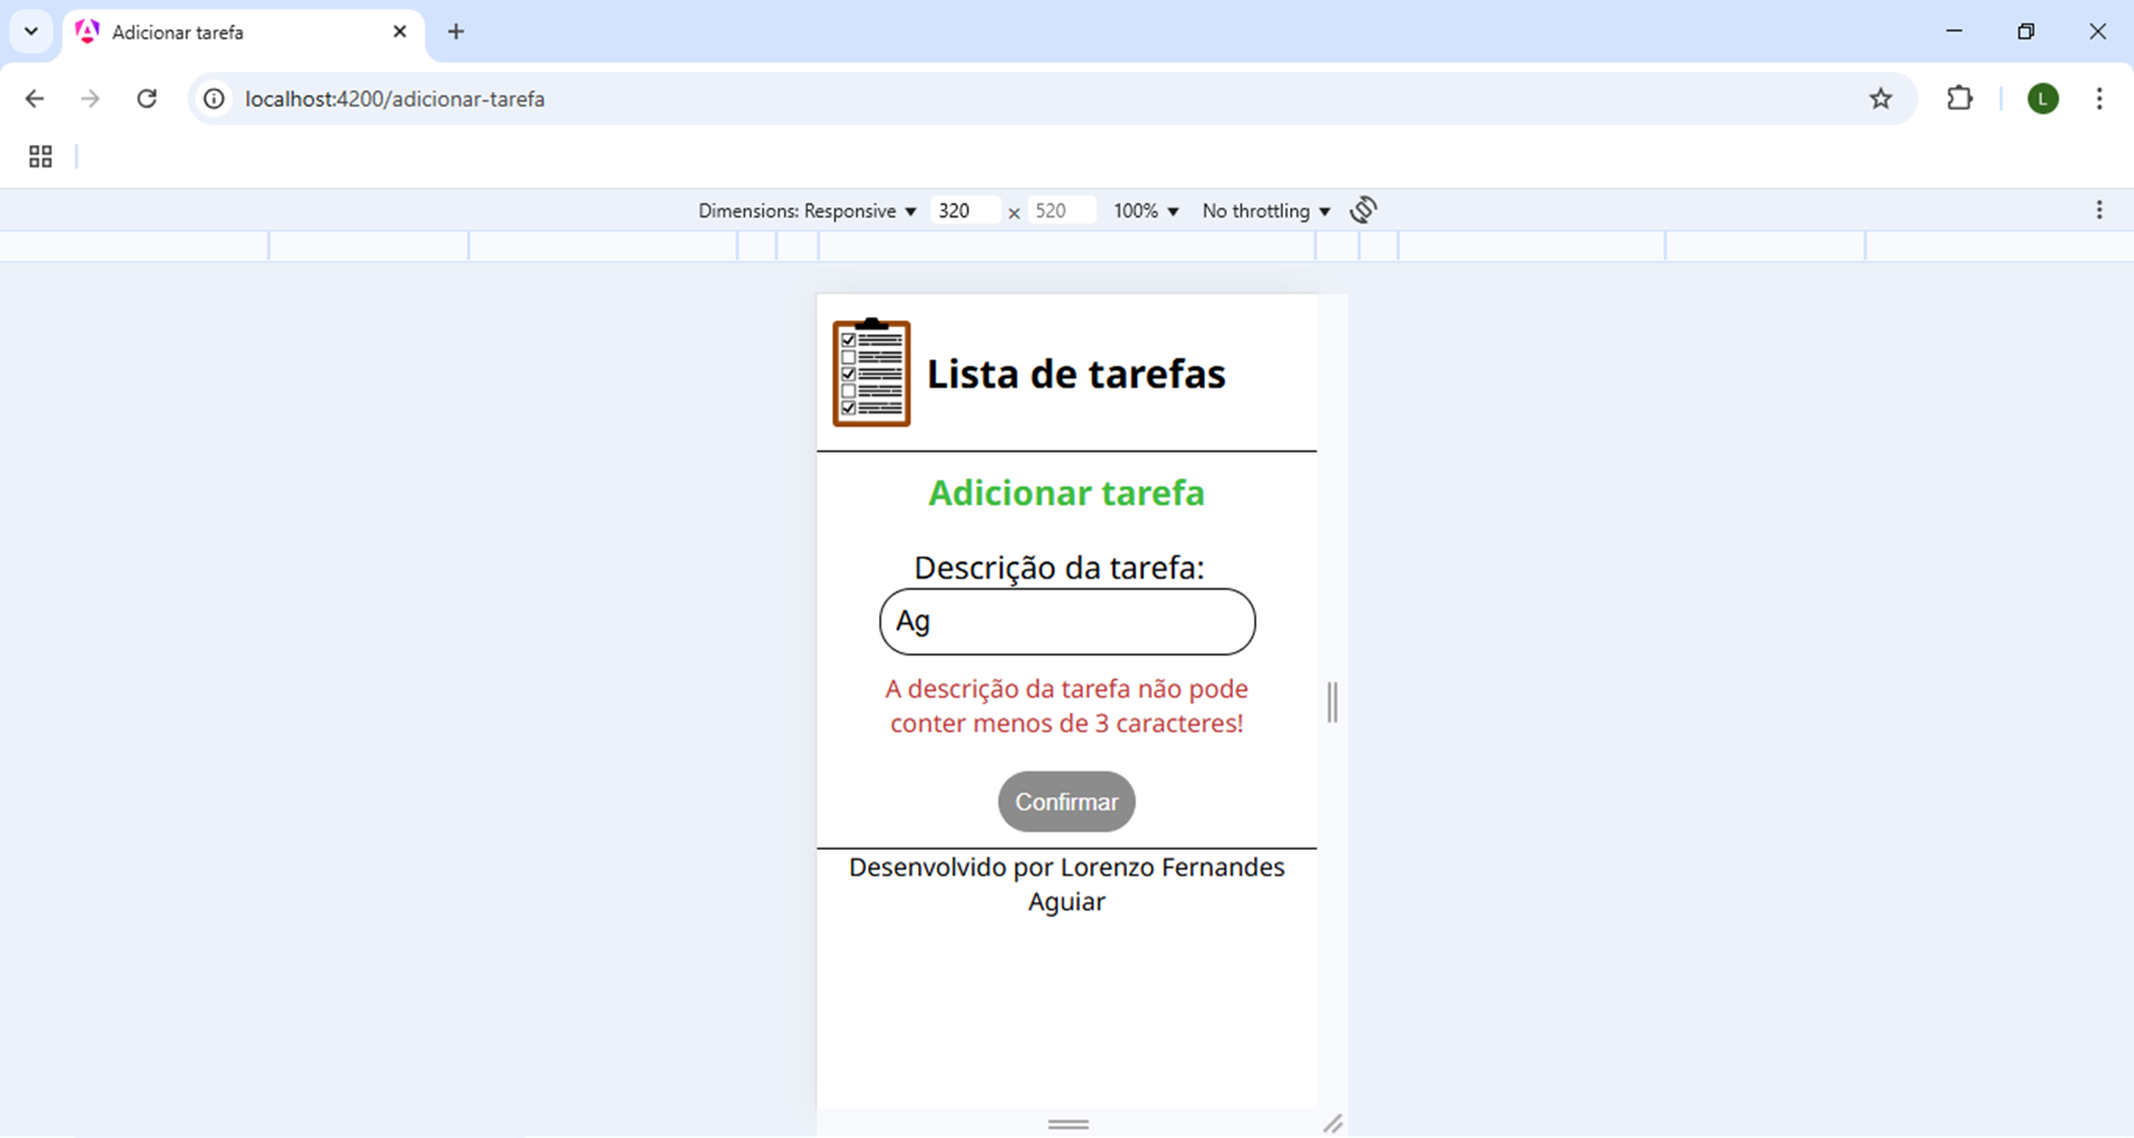 Adicionar tarefa
localhost:4200/adicionar-tarefa
L
Dimensions: Responsive 320 x 520 100% No throttling
Lista de tarefas
Adicionar tarefa
Descrição da tarefa:
Ag
A descrição da tarefa não pode
conter menos de 3 caracteres!
Confirmar
Desenvolvido por Lorenzo Fernandes
Aguiar